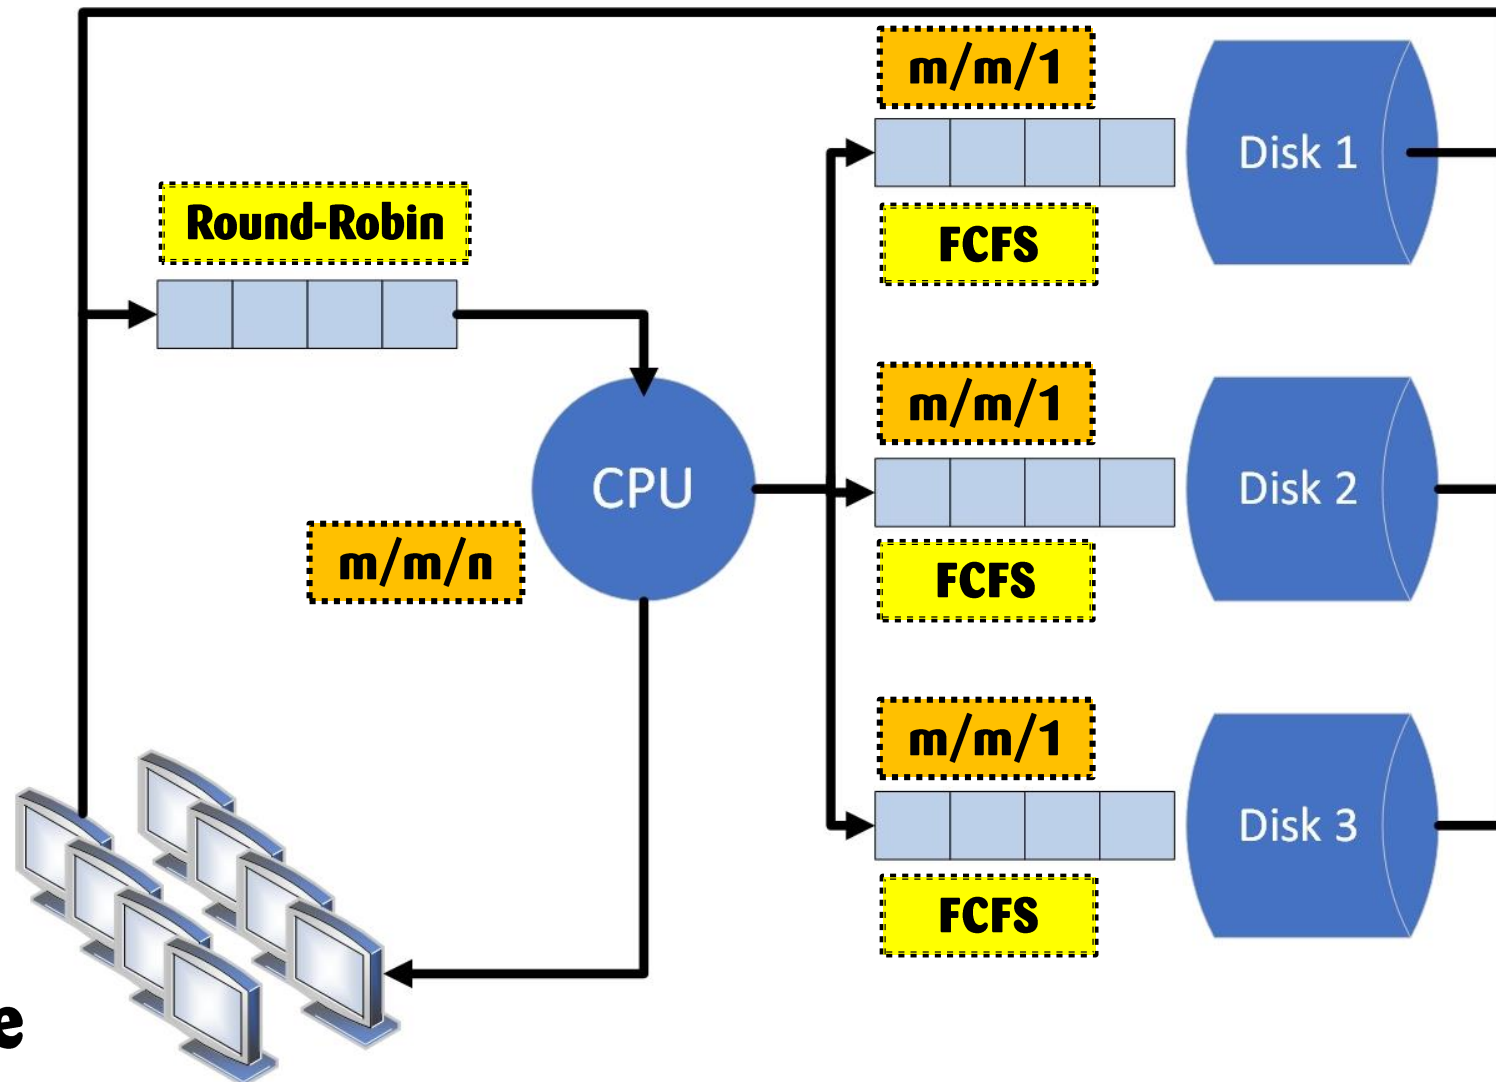 m/m/1
Disk 1
FCFS
Round-Robin
m/m/1
Disk 2
FCFS
CPU
m/m/n
m/m/1
Disk 3
FCFS
e